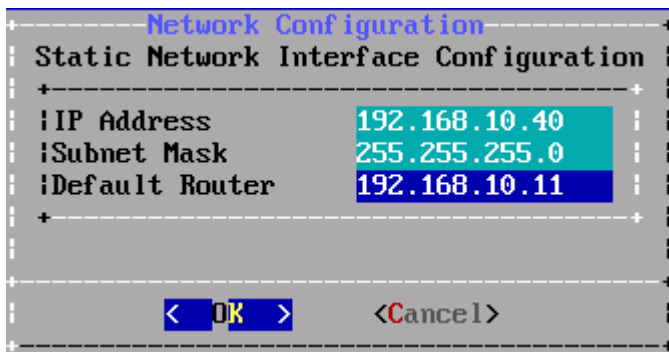 Network Configuration
Static Network Interface Configuration
IP Address 192.168.10.40
Subnet Mask 255.255.255.0
Default Router 192.168.10.11
< OK > <Cancel>